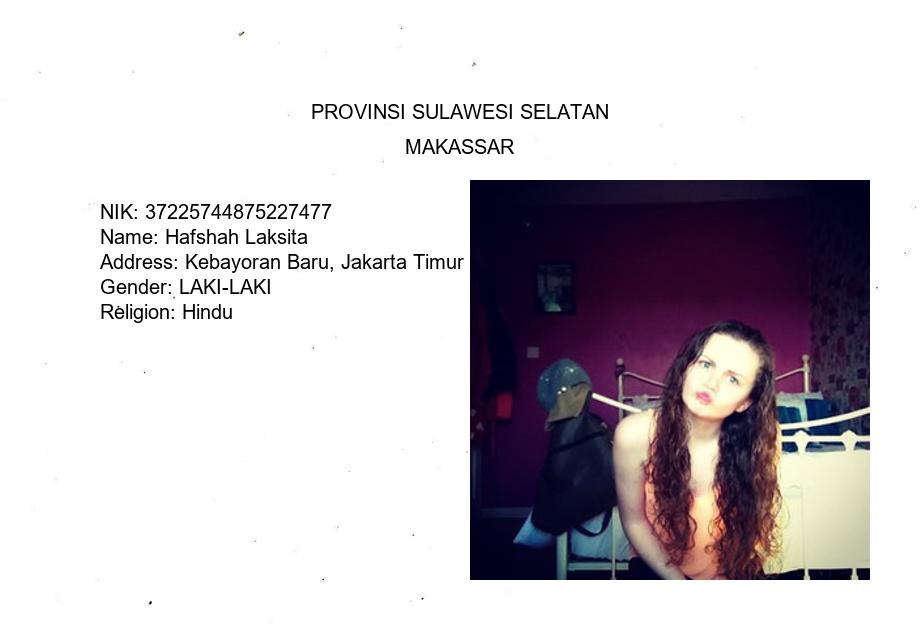 PROVINSI SULAWESI SELATAN
MAKASSAR
NIK: 37225744875227477
Name: Hafshah Laksita
Address: Kebayoran Baru, Jakarta Timur
Gender: LAKI-LAKI
Religion: Hindu